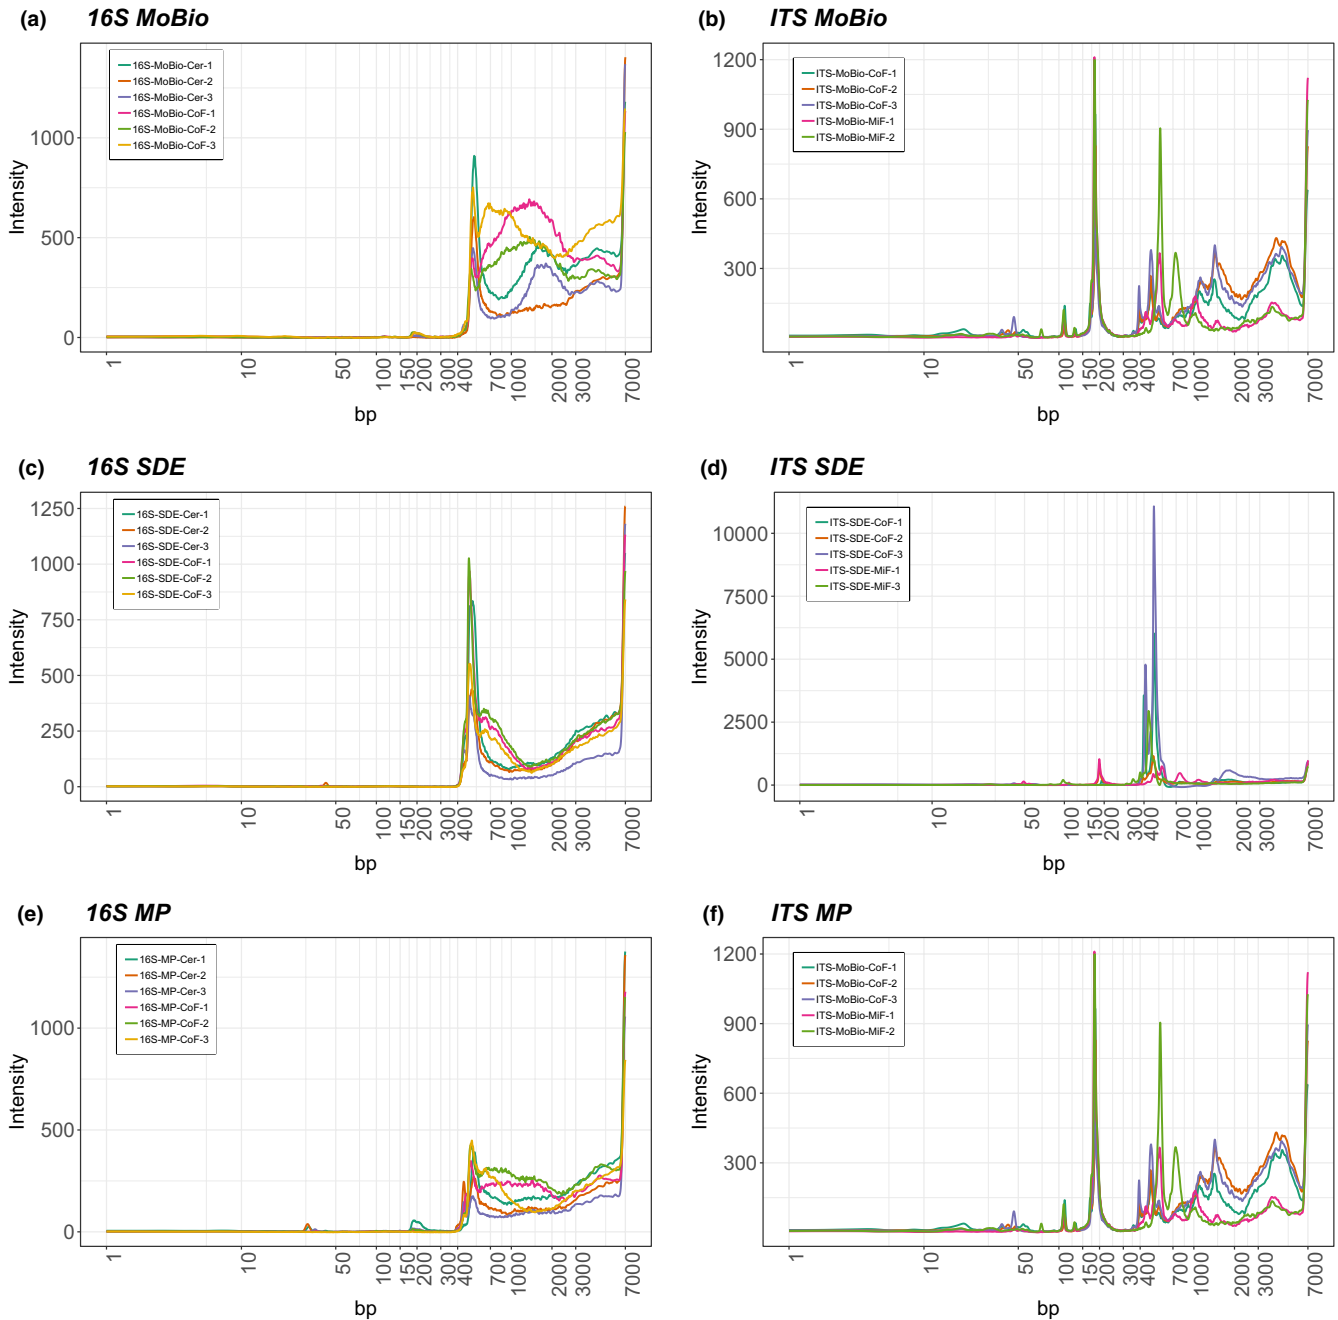 (a) 16S MoBio
Intensity
1000
500
0
16S-MoBio-Cer-1
16S-MoBio-Cer-2
16S-MoBio-Cer-3
16S-MoBio-CoF-1
16S-MoBio-CoF-2
16S-MoBio-CoF-3
1 10 50 100 150 200 300 400 700 1000 2000 3000 7000
bp
(b) ITS MoBio
Intensity
1200
900
600
300
ITS-MoBio-CoF-1
ITS-MoBio-CoF-2
ITS-MoBio-CoF-3
ITS-MoBio-MiF-1
ITS-MoBio-MiF-2
1 10 50 100 150 200 300 400 700 1000 2000 3000 7000
bp
(c) 16S SDE
Intensity
1250
1000
750
500
250
0
16S-SDE-Cer-1
16S-SDE-Cer-2
16S-SDE-Cer-3
16S-SDE-CoF-1
16S-SDE-CoF-2
16S-SDE-CoF-3
1 10 50 100 150 200 300 400 700 1000 2000 3000 7000
bp
(d) ITS SDE
Intensity
10000
7500
5000
2500
0
ITS-SDE-CoF-1
ITS-SDE-CoF-2
ITS-SDE-CoF-3
ITS-SDE-MiF-1
ITS-SDE-MiF-3
1 10 50 100 150 200 300 400 700 1000 2000 3000 7000
bp
(e) 16S MP
Intensity
1000
500
0
16S-MP-Cer-1
16S-MP-Cer-2
16S-MP-Cer-3
16S-MP-CoF-1
16S-MP-CoF-2
16S-MP-CoF-3
1 10 50 100 150 200 300 400 700 1000 2000 3000 7000
bp
(f) ITS MP
Intensity
1200
900
600
300
ITS-MoBio-CoF-1
ITS-MoBio-CoF-2
ITS-MoBio-CoF-3
ITS-MoBio-MiF-1
ITS-MoBio-MiF-2
1 10 50 100 150 200 300 400 700 1000 2000 3000 7000
bp